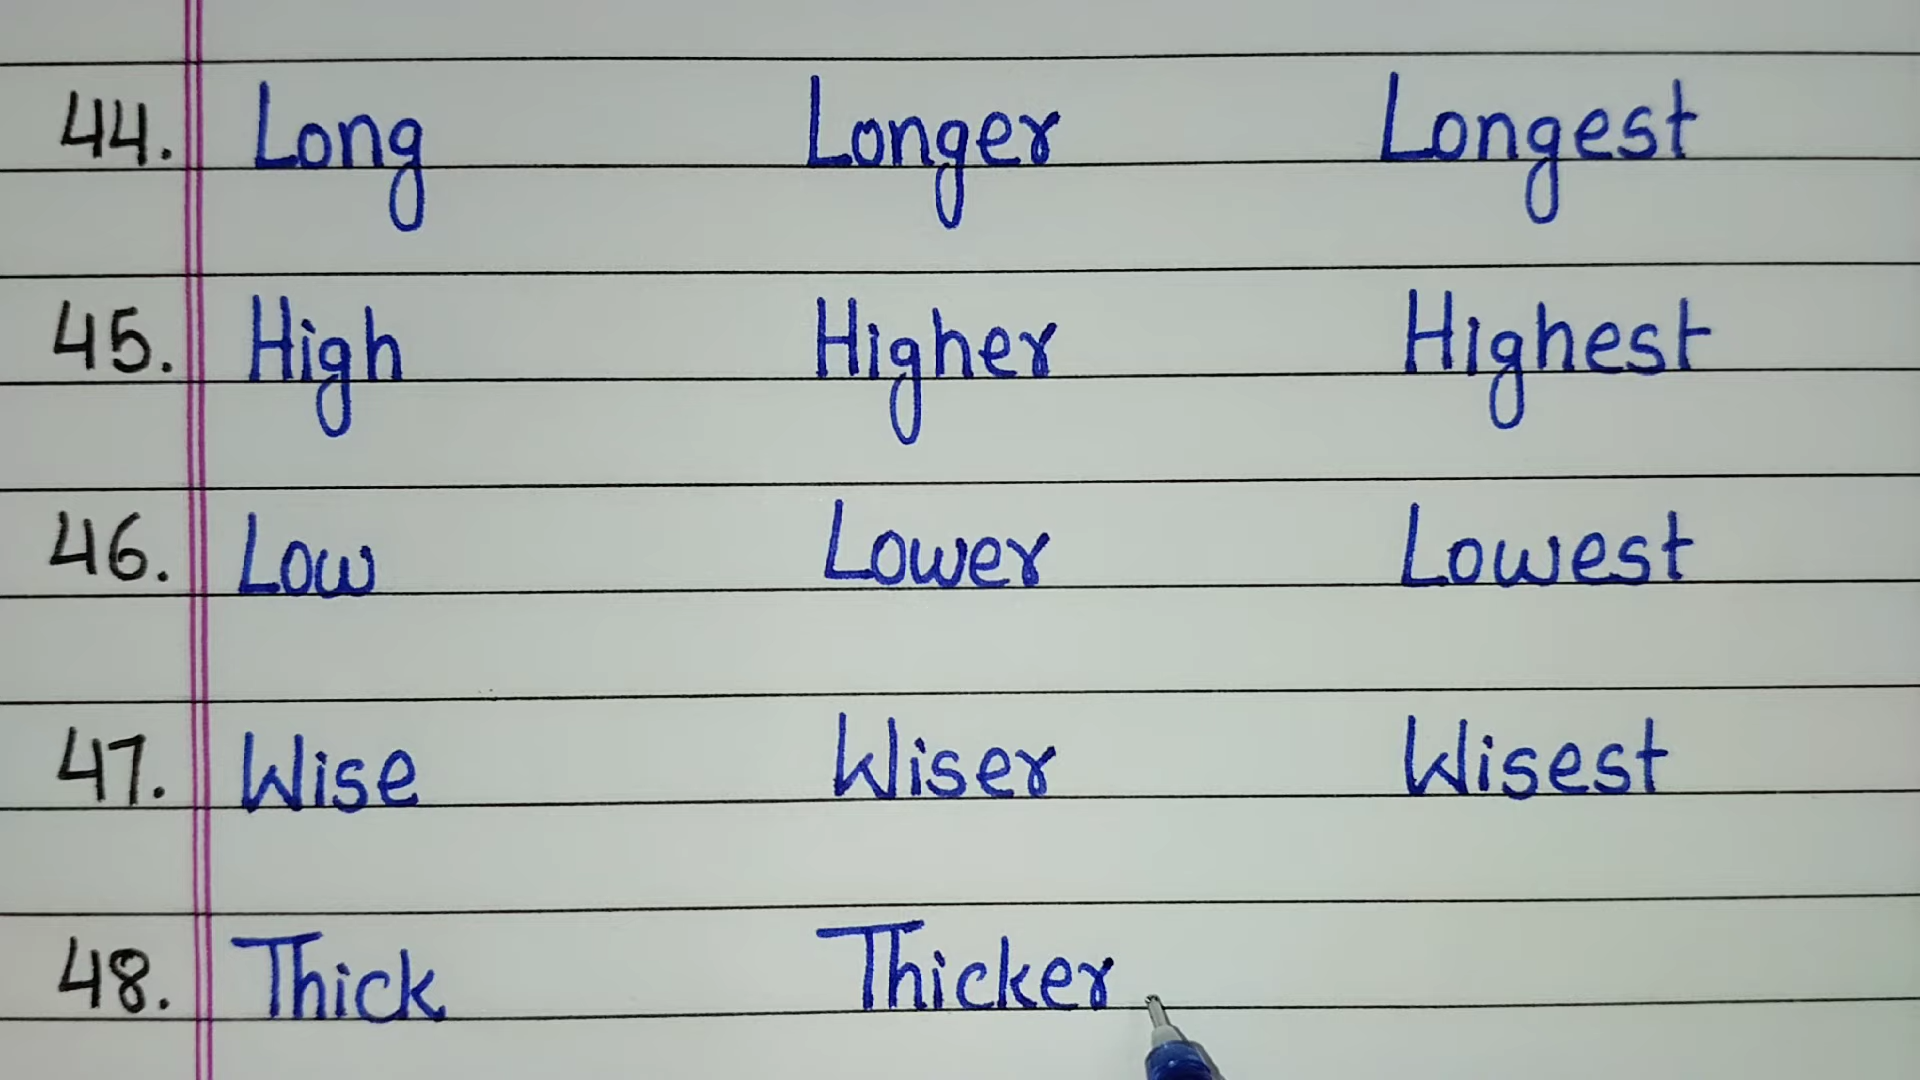 44. Long Longer Longest
45. High Higher Highest
46. Low Lower Lowest
47. Wise Wiser Wisest
48. Thick Thicker